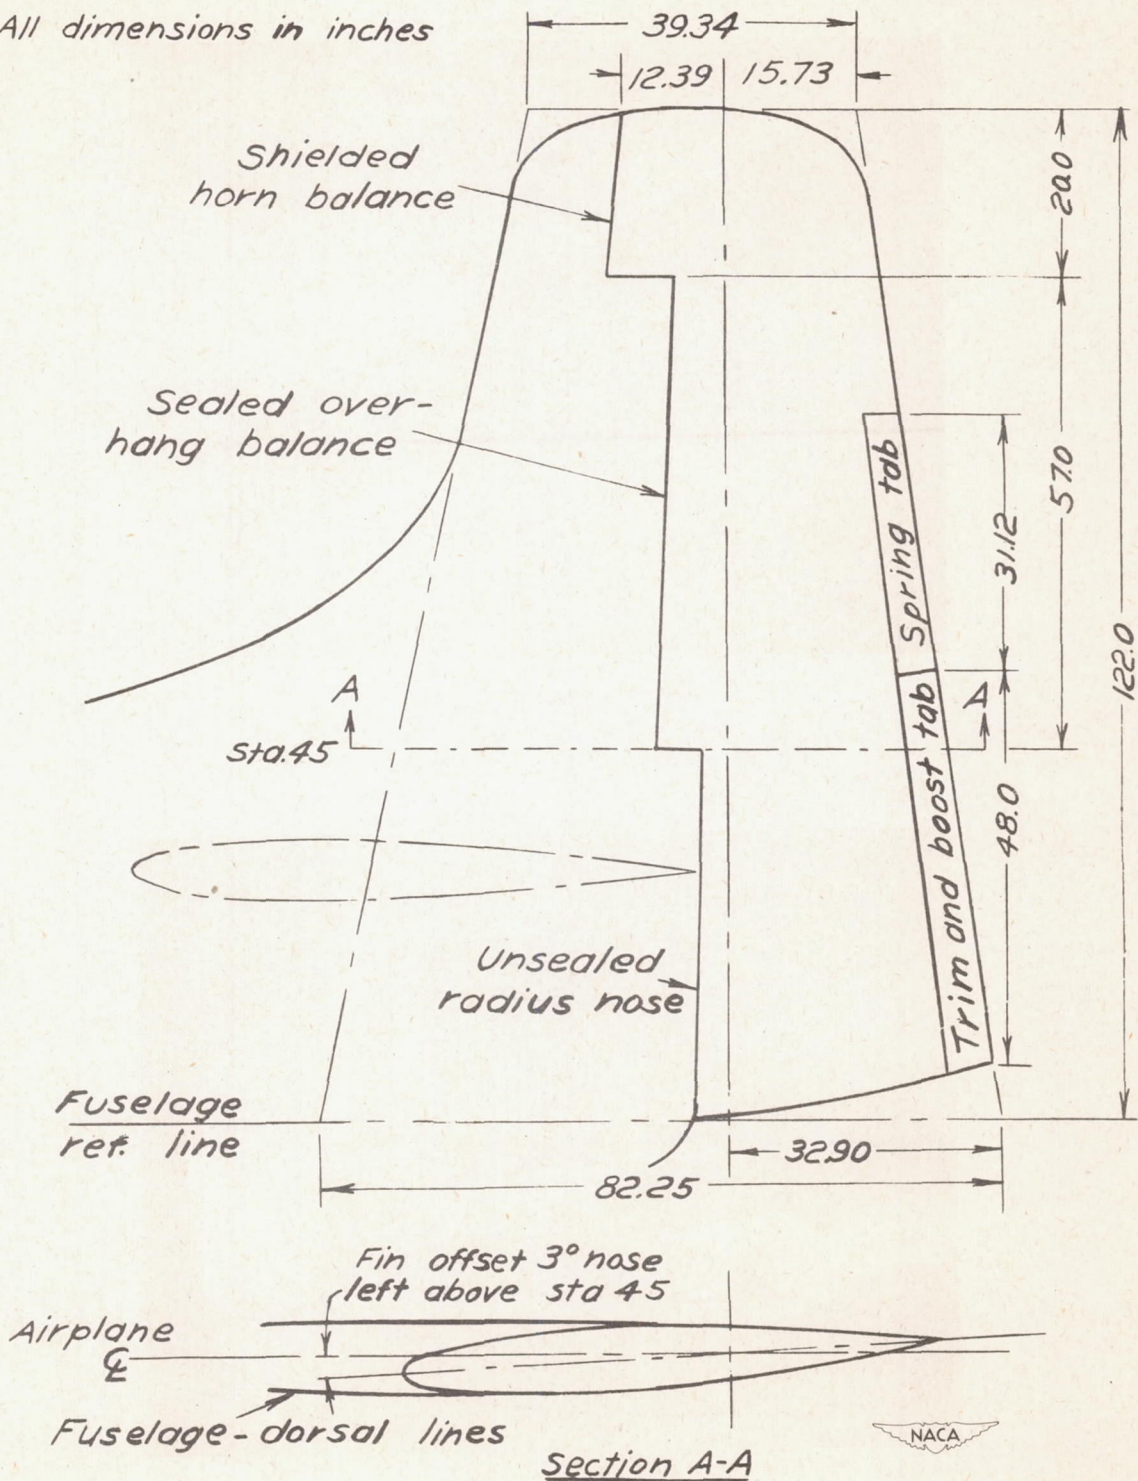 All dimensions in inches
39.34
12.39
15.73
Shielded
horn balance
20.0
Sealed over-
hang balance
57.0
Spring tab
31.12
122.0
A
A
Sta.45
Trim and boost tab
48.0
Unsealed
radius nose
Fuselage
ref. line
32.90
82.25
Fin offset 3° nose
left above sta 45
Airplane
℄
Fuselage-dorsal lines
NACA
Section A-A